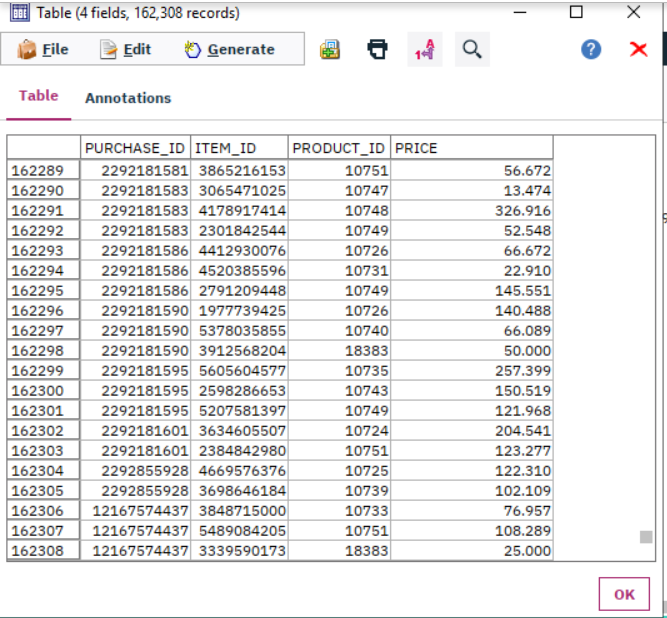 Table (4 fields, 162,308 records)
File Edit Generate
Table Annotations
PURCHASE_ID ITEM_ID PRODUCT_ID PRICE
162289 2292181581 3865216153 10751 56.672
162290 2292181583 3065471025 10747 13.474
162291 2292181583 4178917414 10748 326.916
162292 2292181583 2301842544 10749 52.548
162293 2292181586 4412930076 10726 66.672
162294 2292181586 4520385596 10731 22.910
162295 2292181586 2791209448 10749 145.551
162296 2292181590 1977739425 10726 140.488
162297 2292181590 5378035855 10740 66.089
162298 2292181590 3912568204 18383 50.000
162299 2292181595 5605604577 10735 257.399
162300 2292181595 2598286653 10743 150.519
162301 2292181595 5207581397 10749 121.968
162302 2292181601 3634605507 10724 204.541
162303 2292181601 2384842980 10751 123.277
162304 2292855928 4669576376 10725 122.310
162305 2292855928 3698646184 10739 102.109
162306 12167574437 3848715000 10733 76.957
162307 12167574437 5489084205 10751 108.289
162308 12167574437 3339590173 18383 25.000
OK